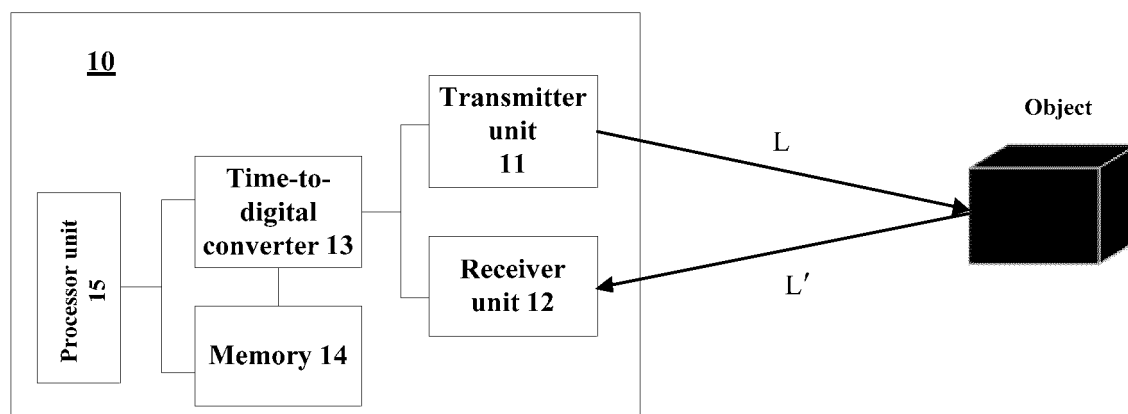 10
Transmitter
unit
11
Object
L
Time-to-
digital
converter 13
Processor unit
15
Receiver
unit 12
L′
Memory 14